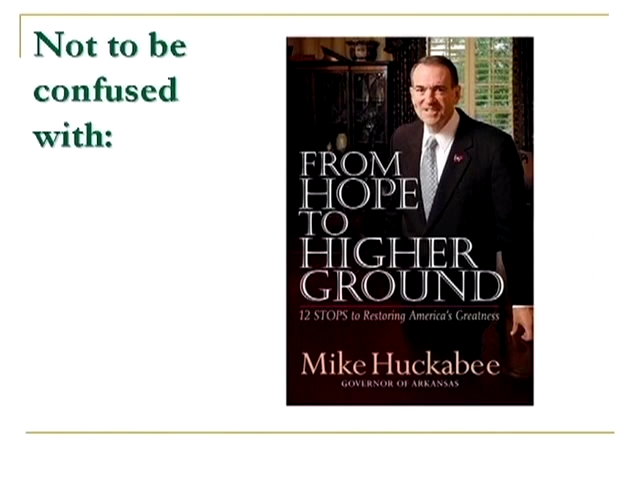 Not to be
confused
with:
FROM
HOPE
TO
HIGHER
GROUND
12 STOPS to Restoring America's Greatness
Mike Huckabee
GOVERNOR OF ARKANSAS